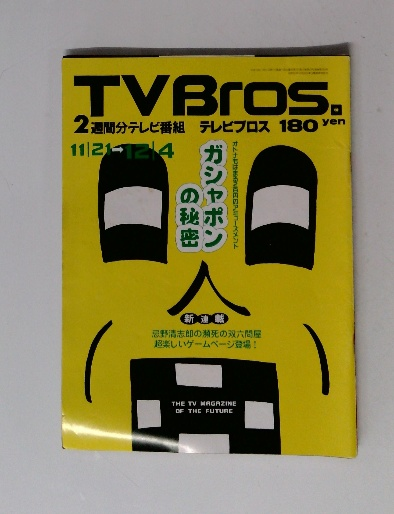 TVBros.
2週間分テレビ番組 テレビブロス 180 yen
11|21→12|4
ガシャポン
の秘密
新連載
忌野清志郎の瀕死の双六問屋
超楽しいゲームページ登場!
THE TV MAGAZINE
OF THE FUTURE